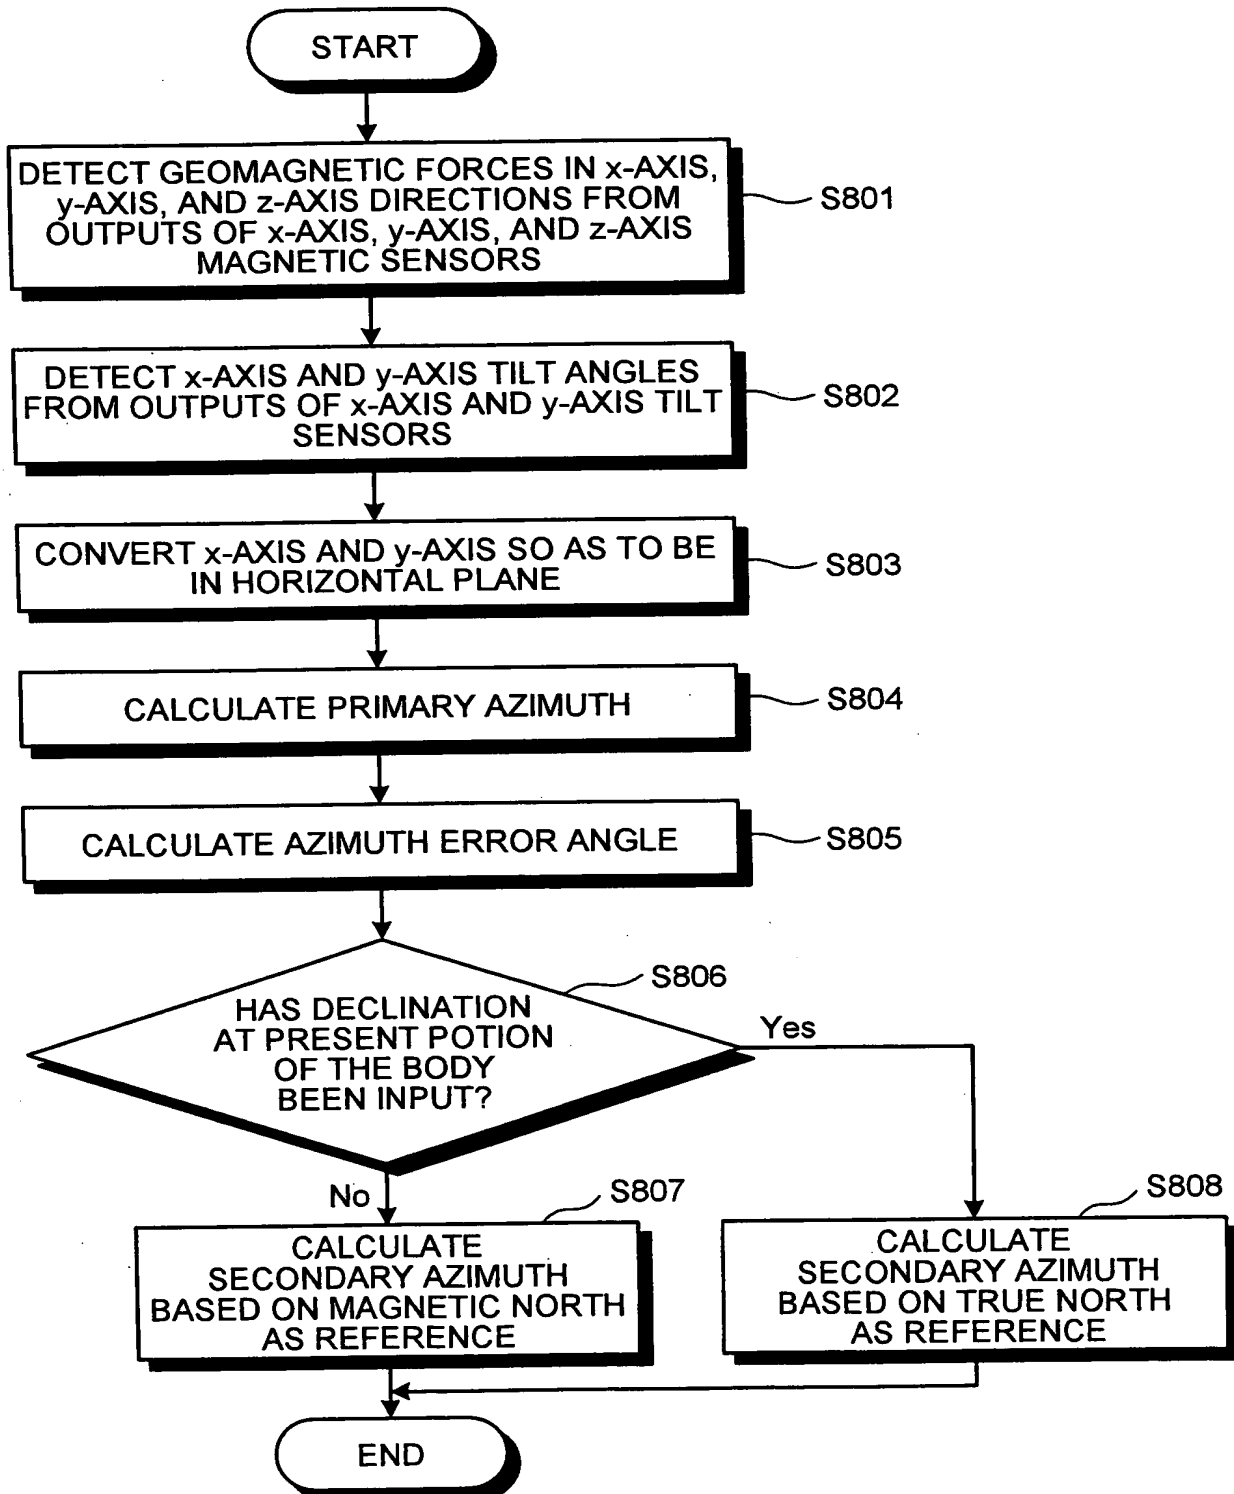 START
DETECT GEOMAGNETIC FORCES IN x-AXIS,
y-AXIS, AND z-AXIS DIRECTIONS FROM
OUTPUTS OF x-AXIS, y-AXIS, AND z-AXIS
MAGNETIC SENSORS
S801
DETECT x-AXIS AND y-AXIS TILT ANGLES
FROM OUTPUTS OF x-AXIS AND y-AXIS TILT
SENSORS
S802
CONVERT x-AXIS AND y-AXIS SO AS TO BE
IN HORIZONTAL PLANE
S803
CALCULATE PRIMARY AZIMUTH
S804
CALCULATE AZIMUTH ERROR ANGLE
S805
HAS DECLINATION
AT PRESENT POTION
OF THE BODY
BEEN INPUT?
S806
Yes
No
S807
CALCULATE
SECONDARY AZIMUTH
BASED ON MAGNETIC NORTH
AS REFERENCE
S808
CALCULATE
SECONDARY AZIMUTH
BASED ON TRUE NORTH
AS REFERENCE
END